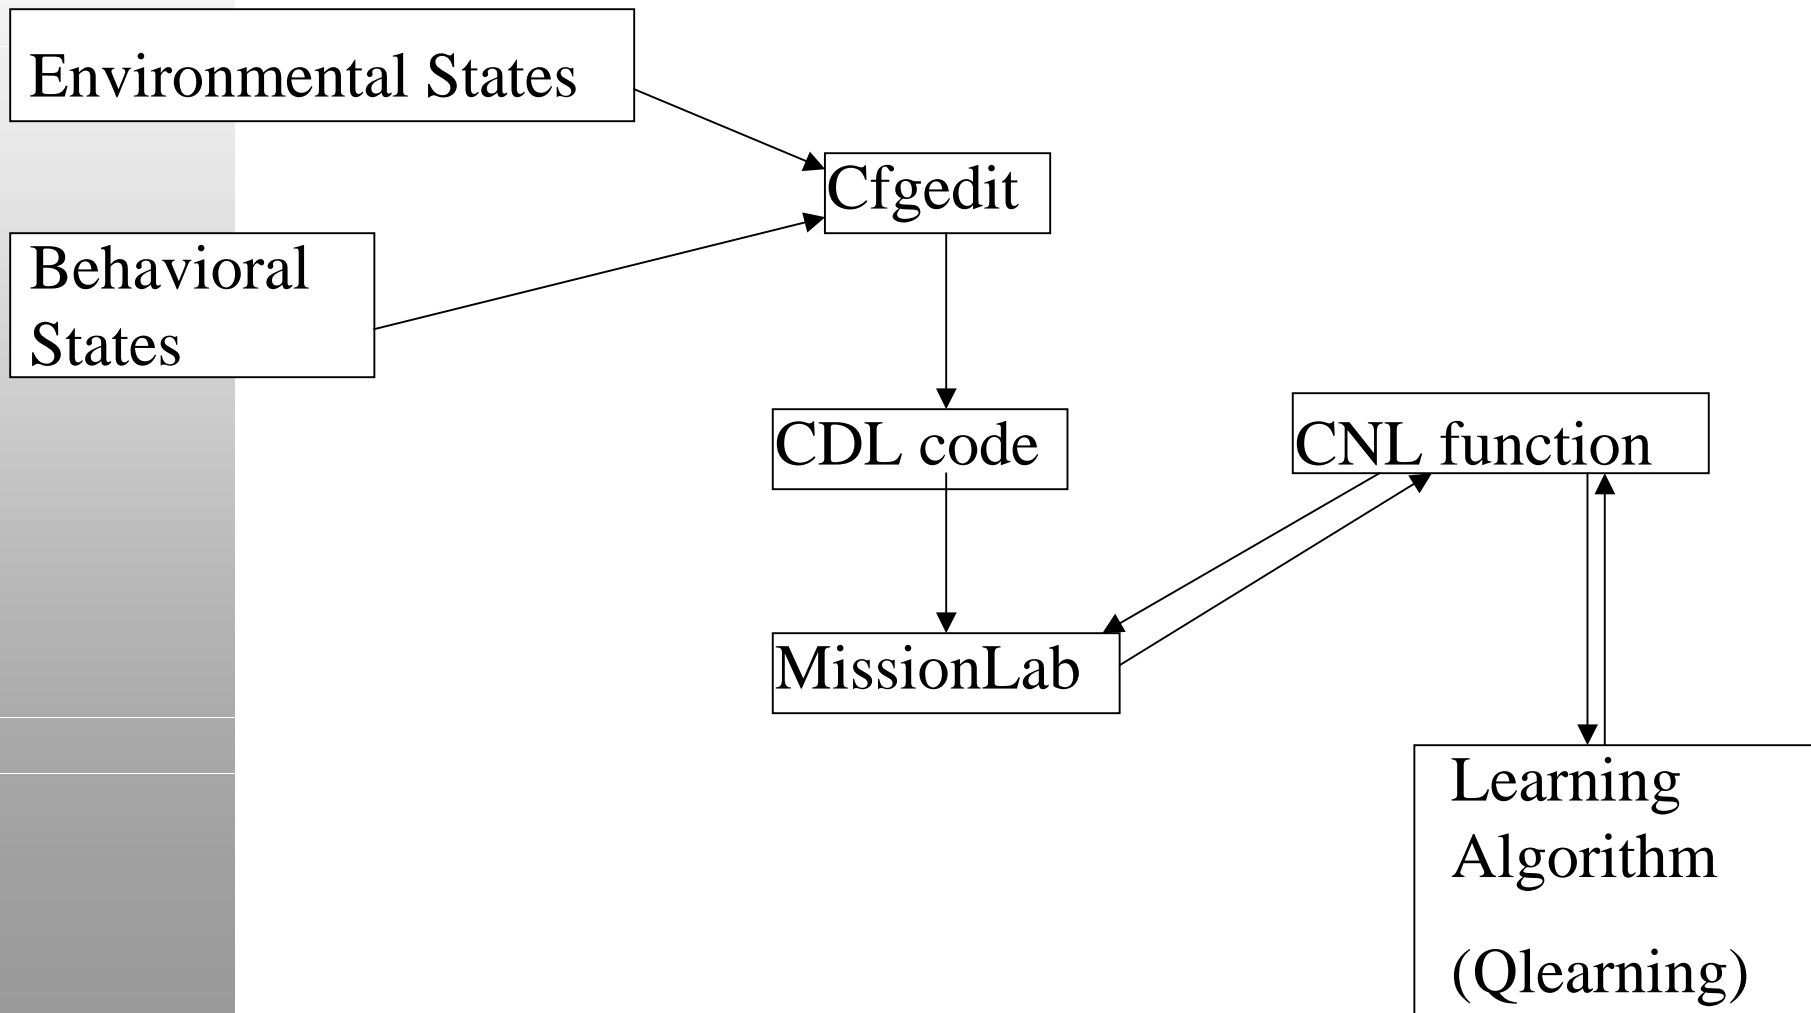 Environmental States
Cfgedit
Behavioral
States
CDL code
CNL function
MissionLab
Learning
Algorithm
(Qlearning)